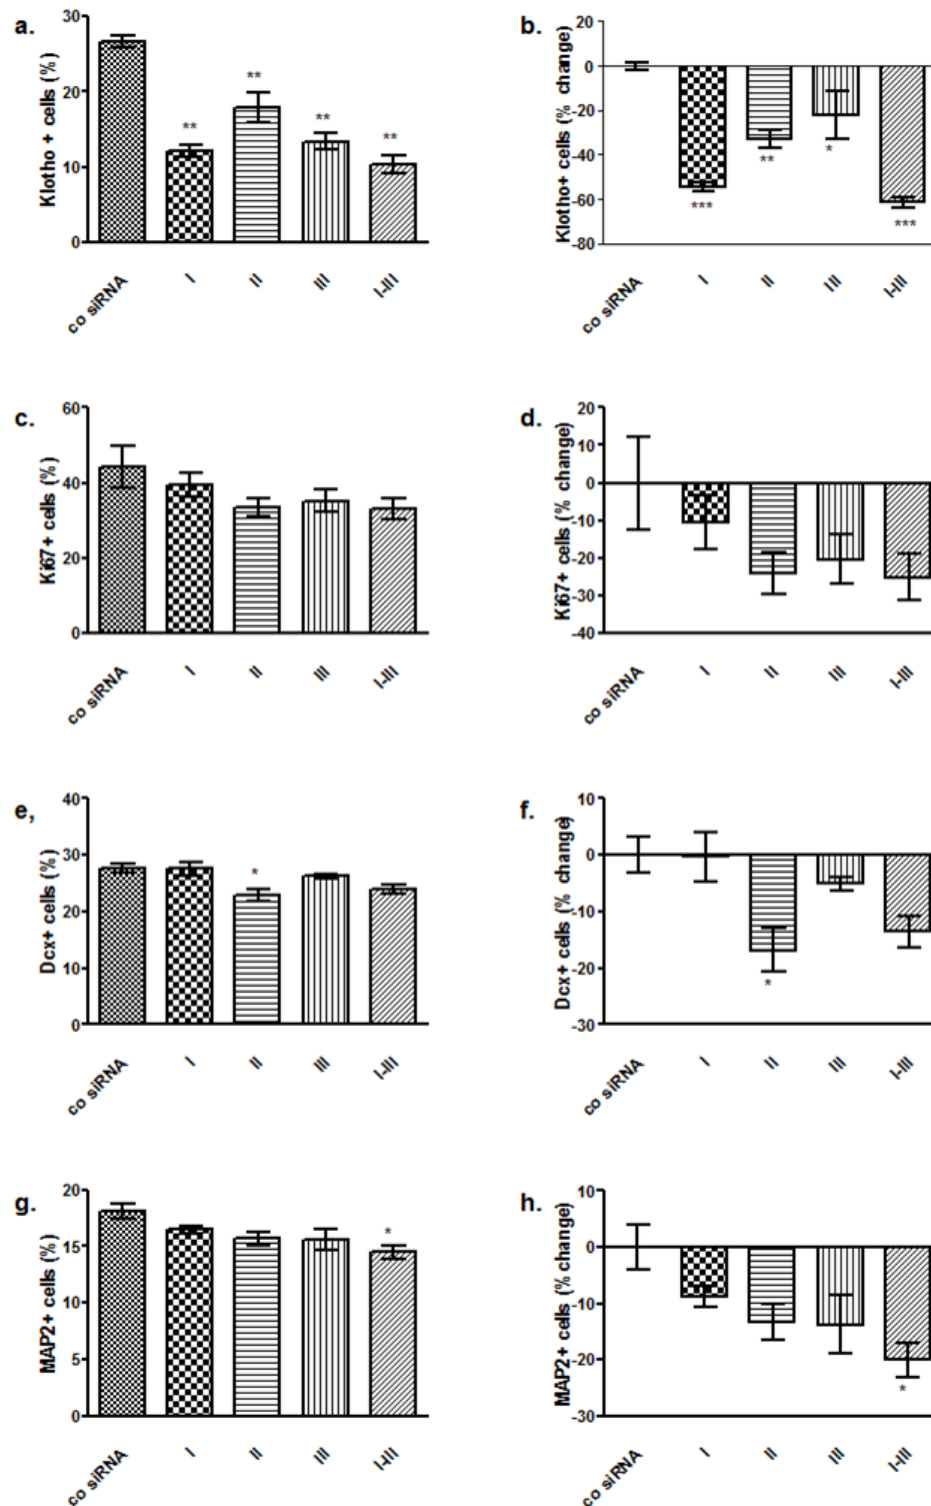 a.
Klotho + cells (%)
30
20
10
0
**
**
**
**
co siRNA
I
II
III
I-III
b.
Klotho+ cells (% change)
20
0
-20
-40
-60
-80
***
**
*
***
co siRNA
I
II
III
I-III
c.
Ki67+ cells (%)
60
40
20
0
co siRNA
I
II
III
I-III
d.
Ki67+ cells (% change)
20
10
0
-10
-20
-30
-40
co siRNA
I
II
III
I-III
e,
Dcx+ cells (%)
40
30
20
10
0
*
co siRNA
I
II
III
I-III
f.
Dcx+ cells (% change)
10
0
-10
-20
-30
*
co siRNA
I
II
III
I-III
g.
MAP2+ cells (%)
20
15
10
5
0
*
co siRNA
I
II
III
I-III
h.
MAP2+ cells (% change)
10
0
-10
-20
-30
*
co siRNA
I
II
III
I-III